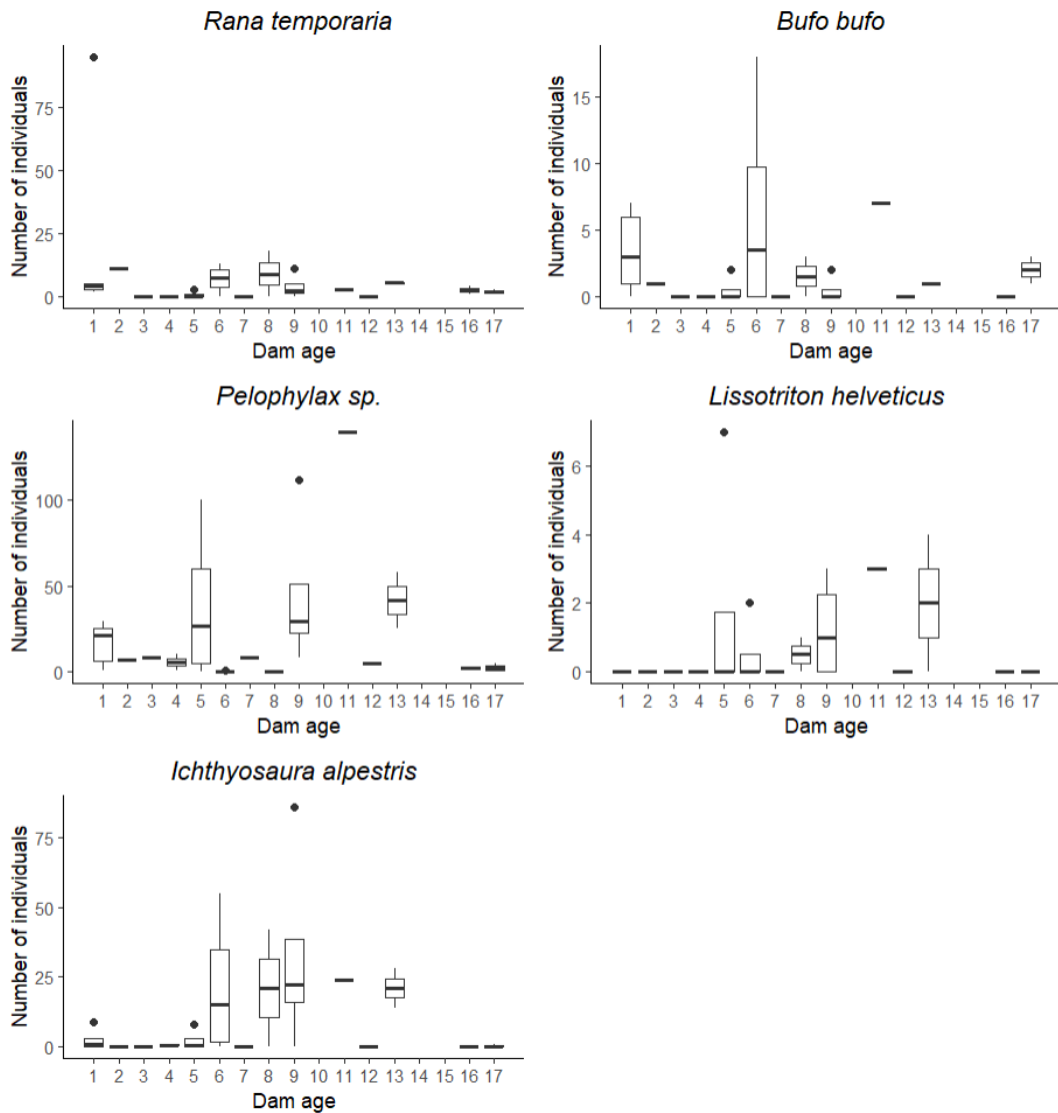 Rana temporaria
Number of individuals
75
50
25
0
1 2 3 4 5 6 7 8 9 10 11 12 13 14 15 16 17
Dam age
Bufo bufo
Number of individuals
15
10
5
0
1 2 3 4 5 6 7 8 9 10 11 12 13 14 15 16 17
Dam age
Pelophylax sp.
Number of individuals
100
50
0
1 2 3 4 5 6 7 8 9 10 11 12 13 14 15 16 17
Dam age
Lissotriton helveticus
Number of individuals
6
4
2
0
1 2 3 4 5 6 7 8 9 10 11 12 13 14 15 16 17
Dam age
Ichthyosaura alpestris
Number of individuals
75
50
25
0
1 2 3 4 5 6 7 8 9 10 11 12 13 14 15 16 17
Dam age